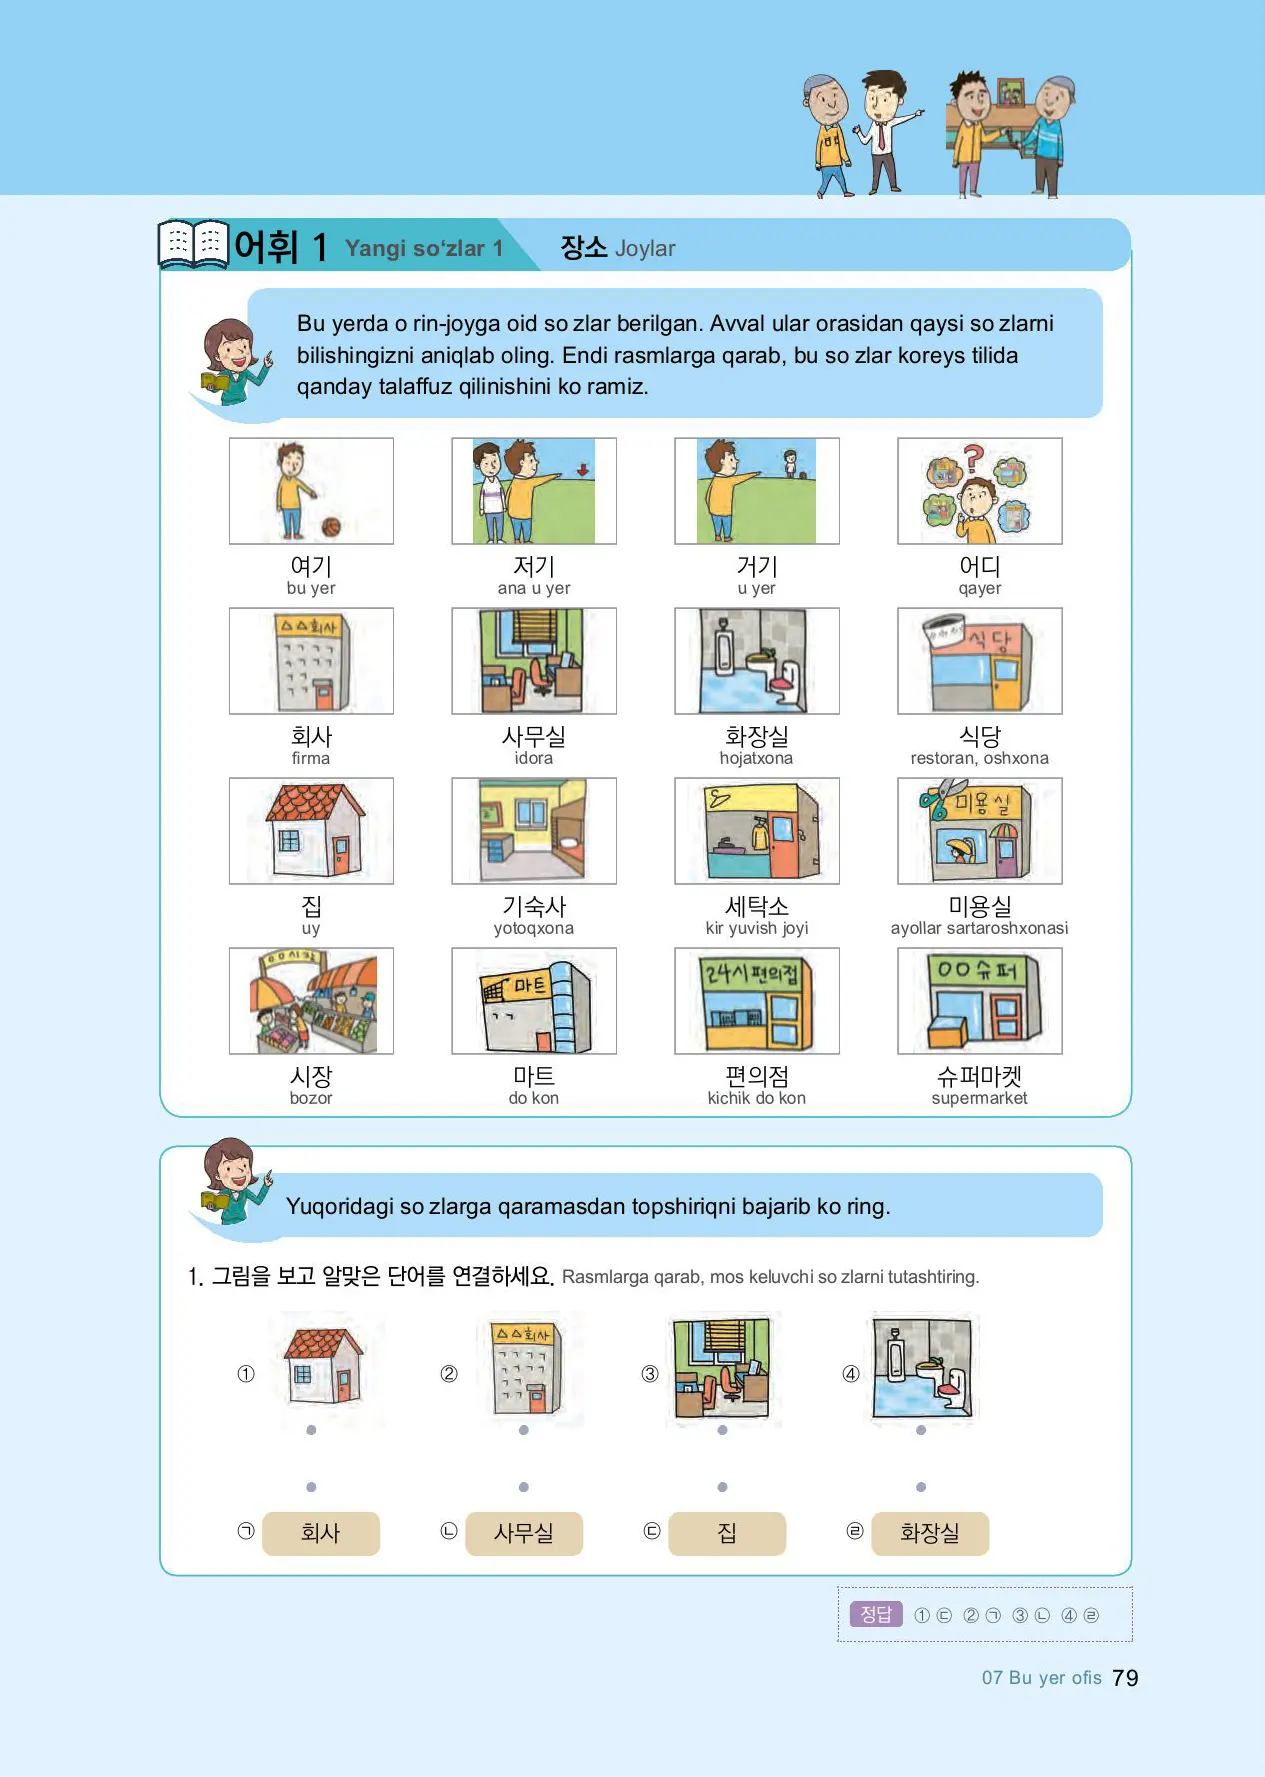 어휘 1 Yangi so‘zlar 1 장소 Joylar
Bu yerda o rin-joyga oid so zlar berilgan. Avval ular orasidan qaysi so zlarni
bilishingizni aniqlab oling. Endi rasmlarga qarab, bu so zlar koreys tilida
qanday talaffuz qilinishini ko ramiz.
여기 저기 거기 어디
bu yer ana u yer u yer qayer
△△회사 식당
회사 사무실 화장실 식당
firma idora hojatxona restoran, oshxona
미용실
집 기숙사 세탁소 미용실
uy yotoqxona kir yuvish joyi ayollar sartaroshxonasi
○○시장 마트 24시편의점 ○○슈퍼
시장 마트 편의점 슈퍼마켓
bozor do kon kichik do kon supermarket
Yuqoridagi so zlarga qaramasdan topshiriqni bajarib ko ring.
1. 그림을 보고 알맞은 단어를 연결하세요. Rasmlarga qarab, mos keluvchi so zlarni tutashtiring.
△△회사
① ② ③ ④
㉠ 회사 ㉡ 사무실 ㉢ 집 ㉣ 화장실
정답 ① ㉢ ② ㉠ ③ ㉡ ④ ㉣
07 Bu yer ofis 79